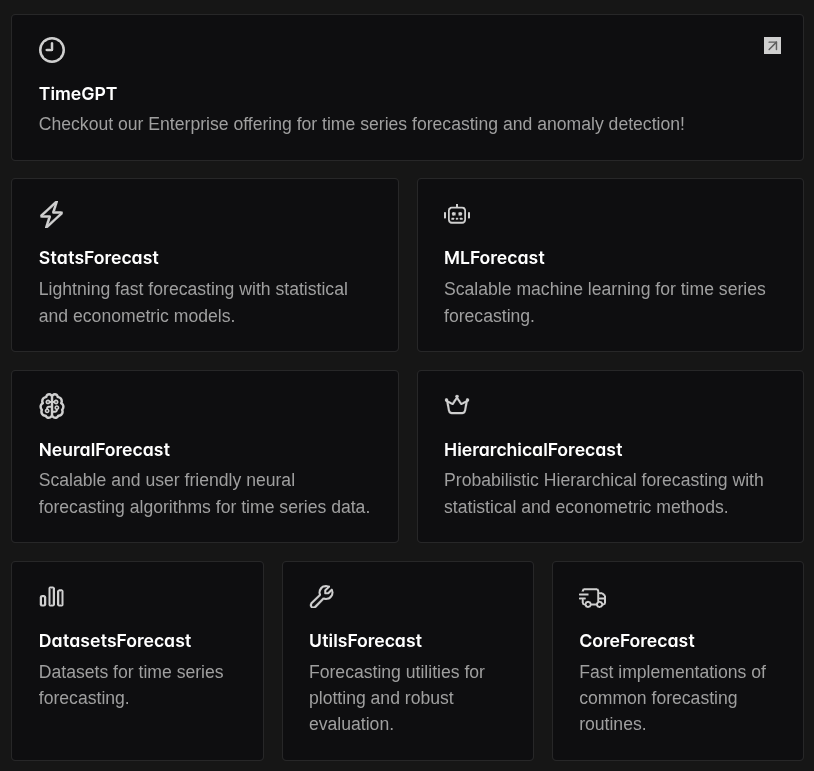 TimeGPT
Checkout our Enterprise offering for time series forecasting and anomaly detection!
StatsForecast
Lightning fast forecasting with statistical
and econometric models.
MLForecast
Scalable machine learning for time series
forecasting.
NeuralForecast
Scalable and user friendly neural
forecasting algorithms for time series data.
HierarchicalForecast
Probabilistic Hierarchical forecasting with
statistical and econometric methods.
DatasetsForecast
Datasets for time series
forecasting.
UtilsForecast
Forecasting utilities for
plotting and robust
evaluation.
CoreForecast
Fast implementations of
common forecasting
routines.